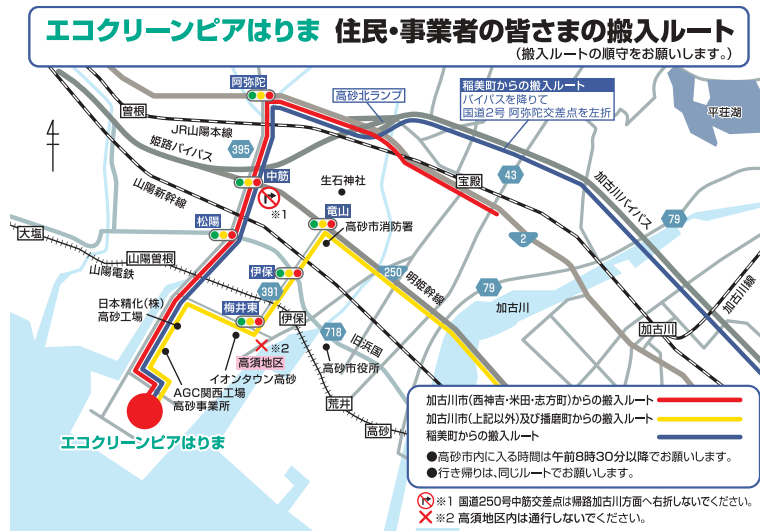 エコクリーンピアはりま 住民・事業者の皆さまの搬入ルート
(搬入ルートの順守をお願いします。)
阿弥陀
高砂北ランプ
稲美町からの搬入ルート
バイパスを降りて
国道2号 阿弥陀交差点を左折
平荘湖
曽根
JR山陽本線
姫路バイパス
395
中筋
※1
生石神社
43
宝殿
加古川バイパス
79
山陽新幹線
松陽
竜山
高砂市消防署
2
大塩
山陽曽根
山陽電鉄
伊保
250
明姫幹線
79
加古川
加古川線
391
日本精化(株)
高砂工場
梅井東
伊保
718
旧浜国
加古川
※2
高須地区
高砂市役所
イオンタウン高砂
AGC関西工場
高砂事業所
荒井
高砂
エコクリーンピアはりま
加古川市(西神吉・米田・志方町)からの搬入ルート
加古川市(上記以外)及び播磨町からの搬入ルート
稲美町からの搬入ルート
●高砂市内に入る時間は午前8時30分以降でお願いします。
●行き帰りは、同じルートでお願いします。
※1 国道250号中筋交差点は帰路加古川方面へ右折しないでください。
※2 高須地区内は通行しないでください。